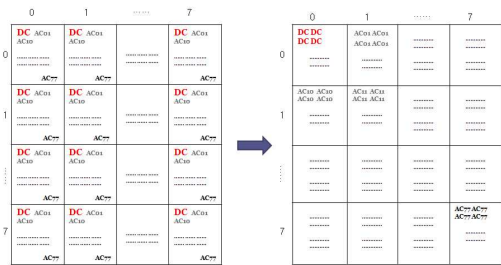 0 1 ...... 7
0 1 ...... 7
0
DC AC01 DC AC01 DC AC01
AC10 AC10 AC10
AC77 AC77 AC77
1
DC AC01 DC AC01 DC AC01
AC10 AC10 AC10
AC77 AC77 AC77
......
DC AC01 DC AC01 DC AC01
AC10 AC10 AC10
AC77 AC77 AC77
7
DC AC01 DC AC01 DC AC01
AC10 AC10 AC10
AC77 AC77 AC77
0
DC DC AC01 AC01
DC DC AC01 AC01
1
AC10 AC10 AC11 AC11
AC10 AC10 AC11 AC11
......
7
AC77 AC77
AC77 AC77